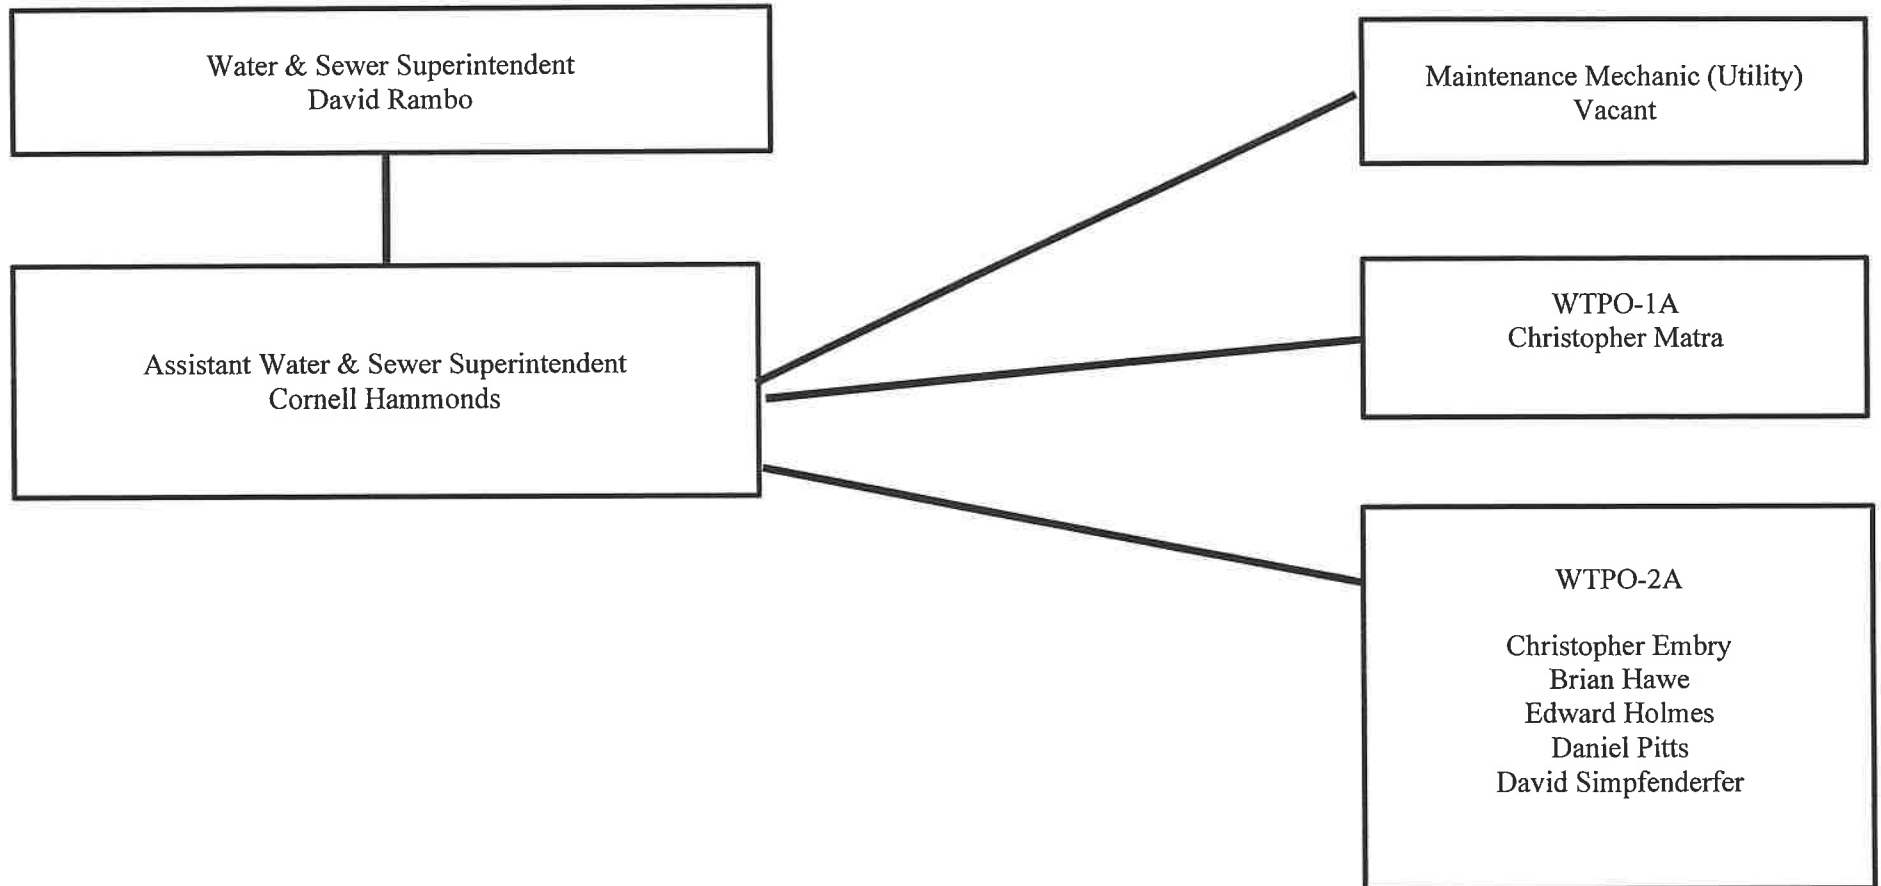 Water & Sewer Superintendent
David Rambo
Assistant Water & Sewer Superintendent
Cornell Hammonds
Maintenance Mechanic (Utility)
Vacant
WTPO-1A
Christopher Matra
WTPO-2A
Christopher Embry
Brian Hawe
Edward Holmes
Daniel Pitts
David Simpfenderfer